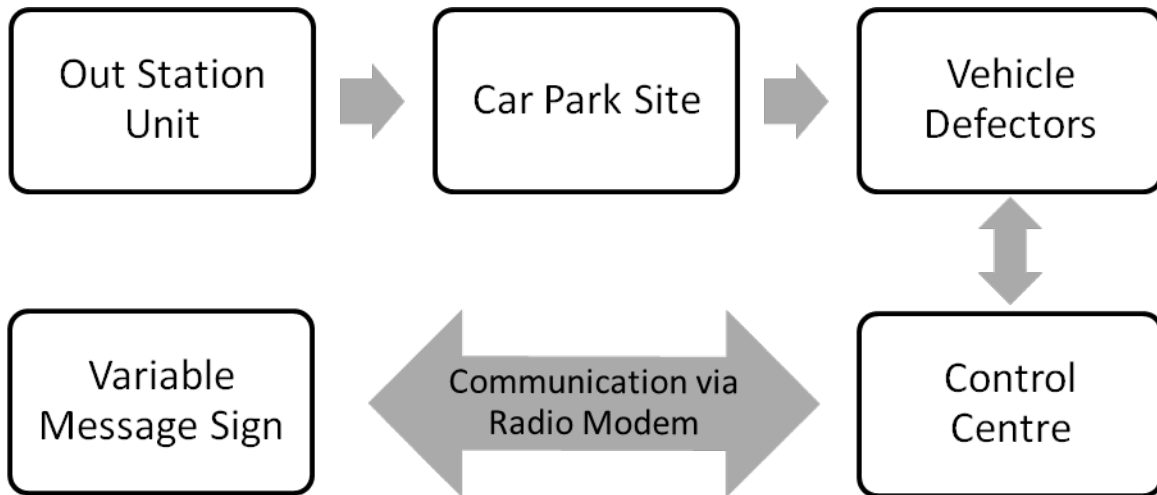 Out Station
Unit
Car Park Site
Vehicle
Defectors
Variable
Message Sign
Communication via
Radio Modem
Control
Centre